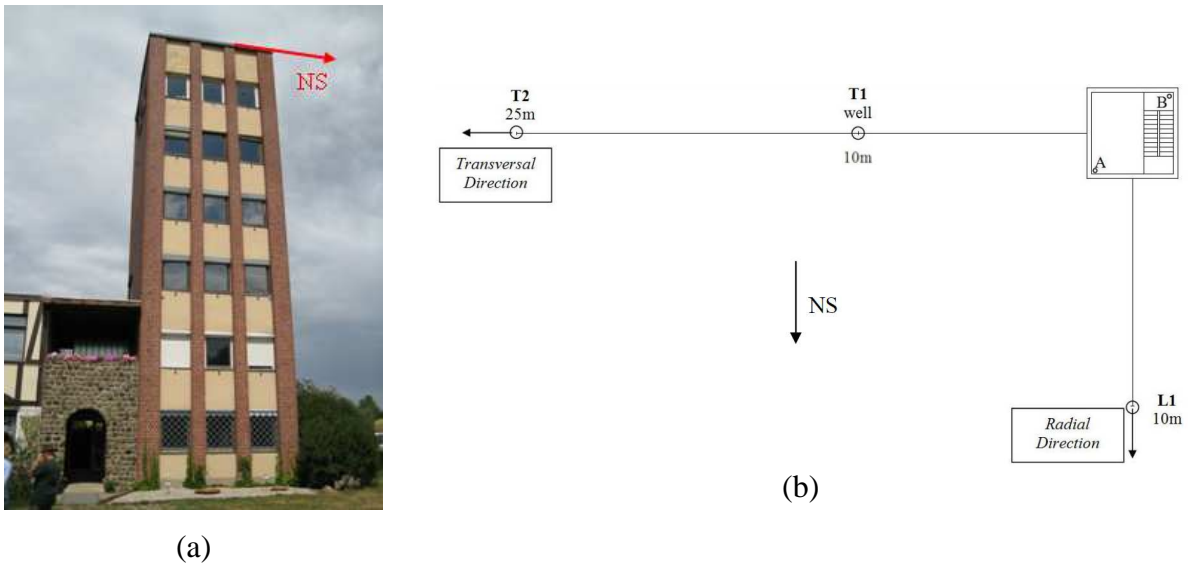 NS
T2
25m
Transversal
Direction
T1
well
10m
A
B
NS
Radial
Direction
L1
10m
(a)
(b)